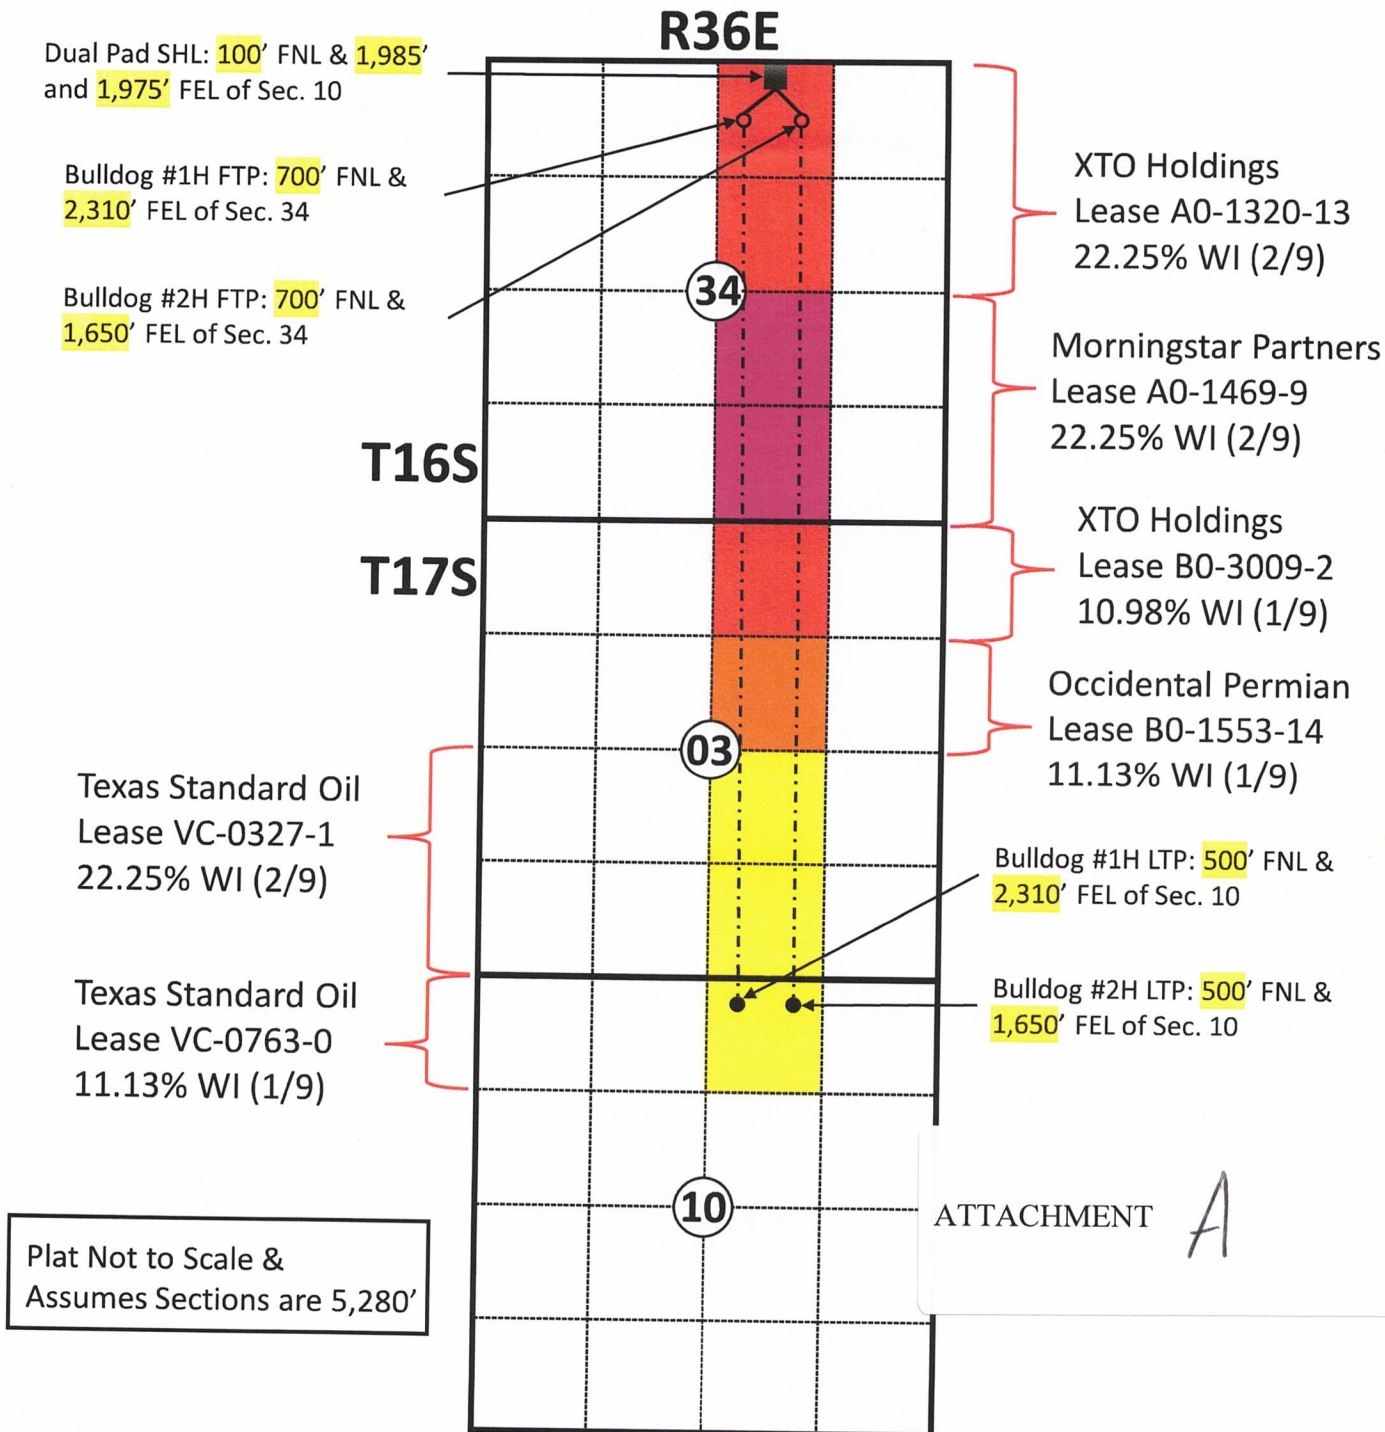 R36E
Dual Pad SHL: 100' FNL & 1,985'
and 1,975' FEL of Sec. 10
Bulldog #1H FTP: 700' FNL &
2,310' FEL of Sec. 34
Bulldog #2H FTP: 700' FNL &
1,650' FEL of Sec. 34
XTO Holdings
Lease A0-1320-13
22.25% WI (2/9)
34
Morningstar Partners
Lease A0-1469-9
22.25% WI (2/9)
T16S
T17S
XTO Holdings
Lease B0-3009-2
10.98% WI (1/9)
Occidental Permian
Lease B0-1553-14
11.13% WI (1/9)
03
Texas Standard Oil
Lease VC-0327-1
22.25% WI (2/9)
Bulldog #1H LTP: 500' FNL &
2,310' FEL of Sec. 10
Texas Standard Oil
Lease VC-0763-0
11.13% WI (1/9)
Bulldog #2H LTP: 500' FNL &
1,650' FEL of Sec. 10
10
ATTACHMENT A
Plat Not to Scale &
Assumes Sections are 5,280'